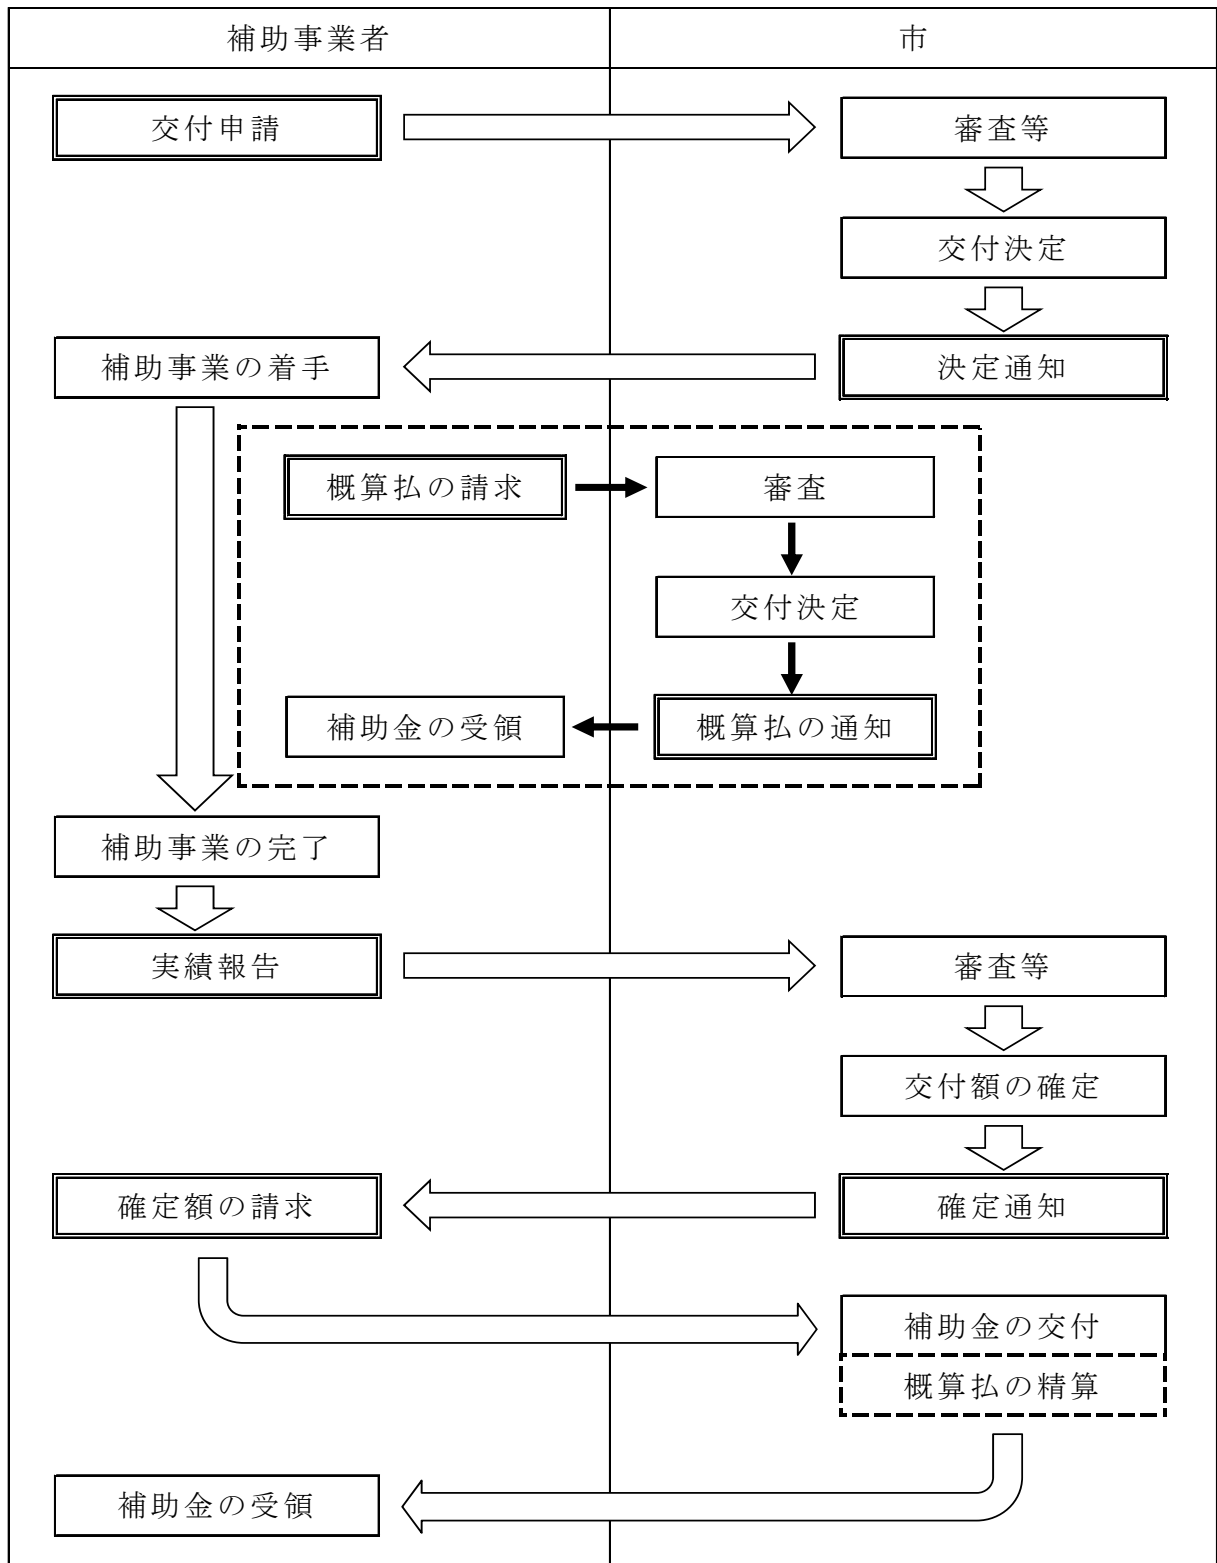 補助事業者
市
交付申請
審査等
交付決定
補助事業の着手
決定通知
概算払の請求
審査
交付決定
補助金の受領
概算払の通知
補助事業の完了
実績報告
審査等
交付額の確定
確定額の請求
確定通知
補助金の交付
概算払の精算
補助金の受領